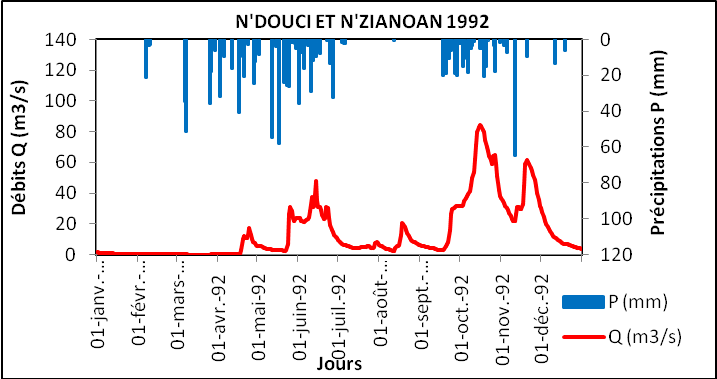 N'DOUCI ET N'ZIANOAN 1992
Débits Q (m3/s)
140
120
100
80
60
40
20
0
0
20
40
60
80
100
120
Précipitations P (mm)
01-janv.-...
01-févr.-...
01-mars-...
01-avr.-92
01-mai-92
01-juin-92
01-juil.-92
01-août-...
01-sept.-...
01-oct.-92
01-nov.-92
01-déc.-92
Jours
P (mm)
Q (m3/s)